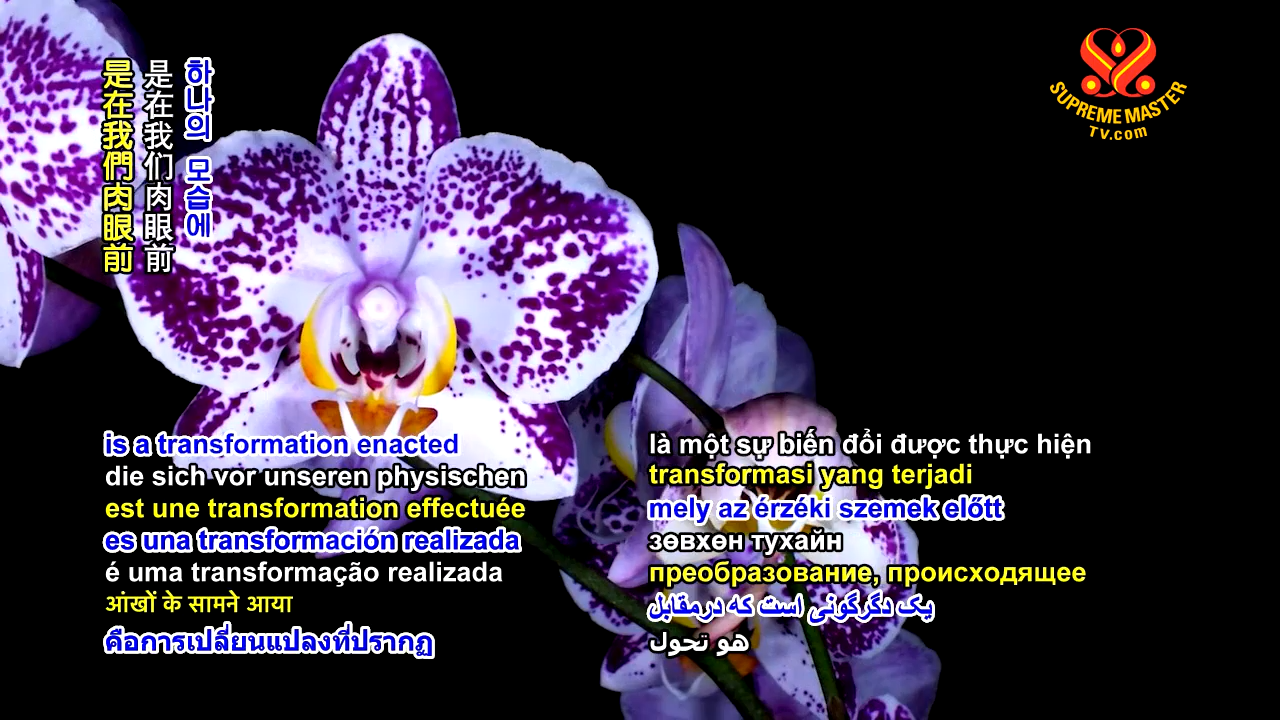 하나의 모습에
是在我们肉眼前
是在我們肉眼前
SUPREME MASTER
TV.com
is a transformation enacted
die sich vor unseren physischen
est une transformation effectuée
es una transformación realizada
é uma transformação realizada
आंखों के सामने आया
คือการเปลี่ยนแปลงที่ปรากฏ
là một sự biến đổi được thực hiện
transformasi yang terjadi
mely az érzéki szemek előtt
зөвхөн тухайн
преобразование, происходящее
یک دگرگونی است که درمقابل
هو تحول